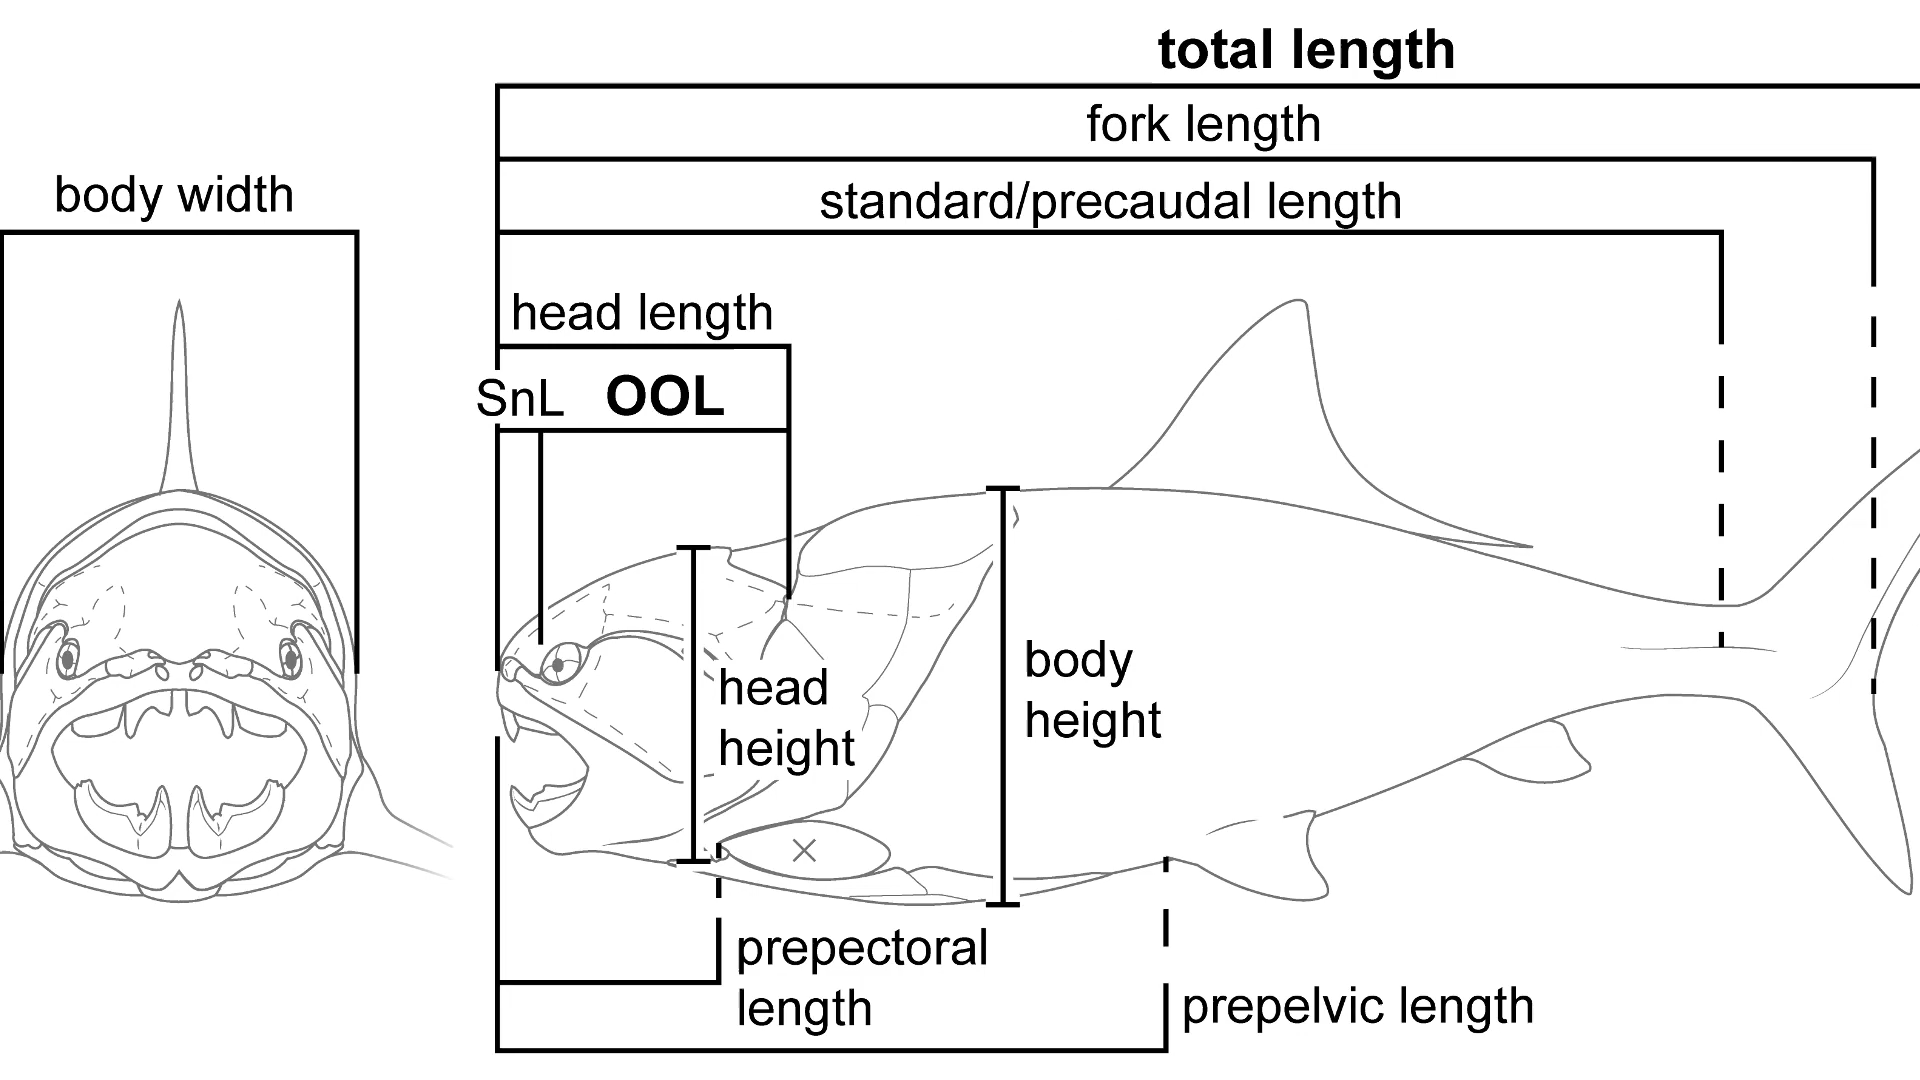 total length
fork length
standard/precaudal length
body width
head length
SnL OOL
head
height
body
height
prepectoral
length
prepelvic length